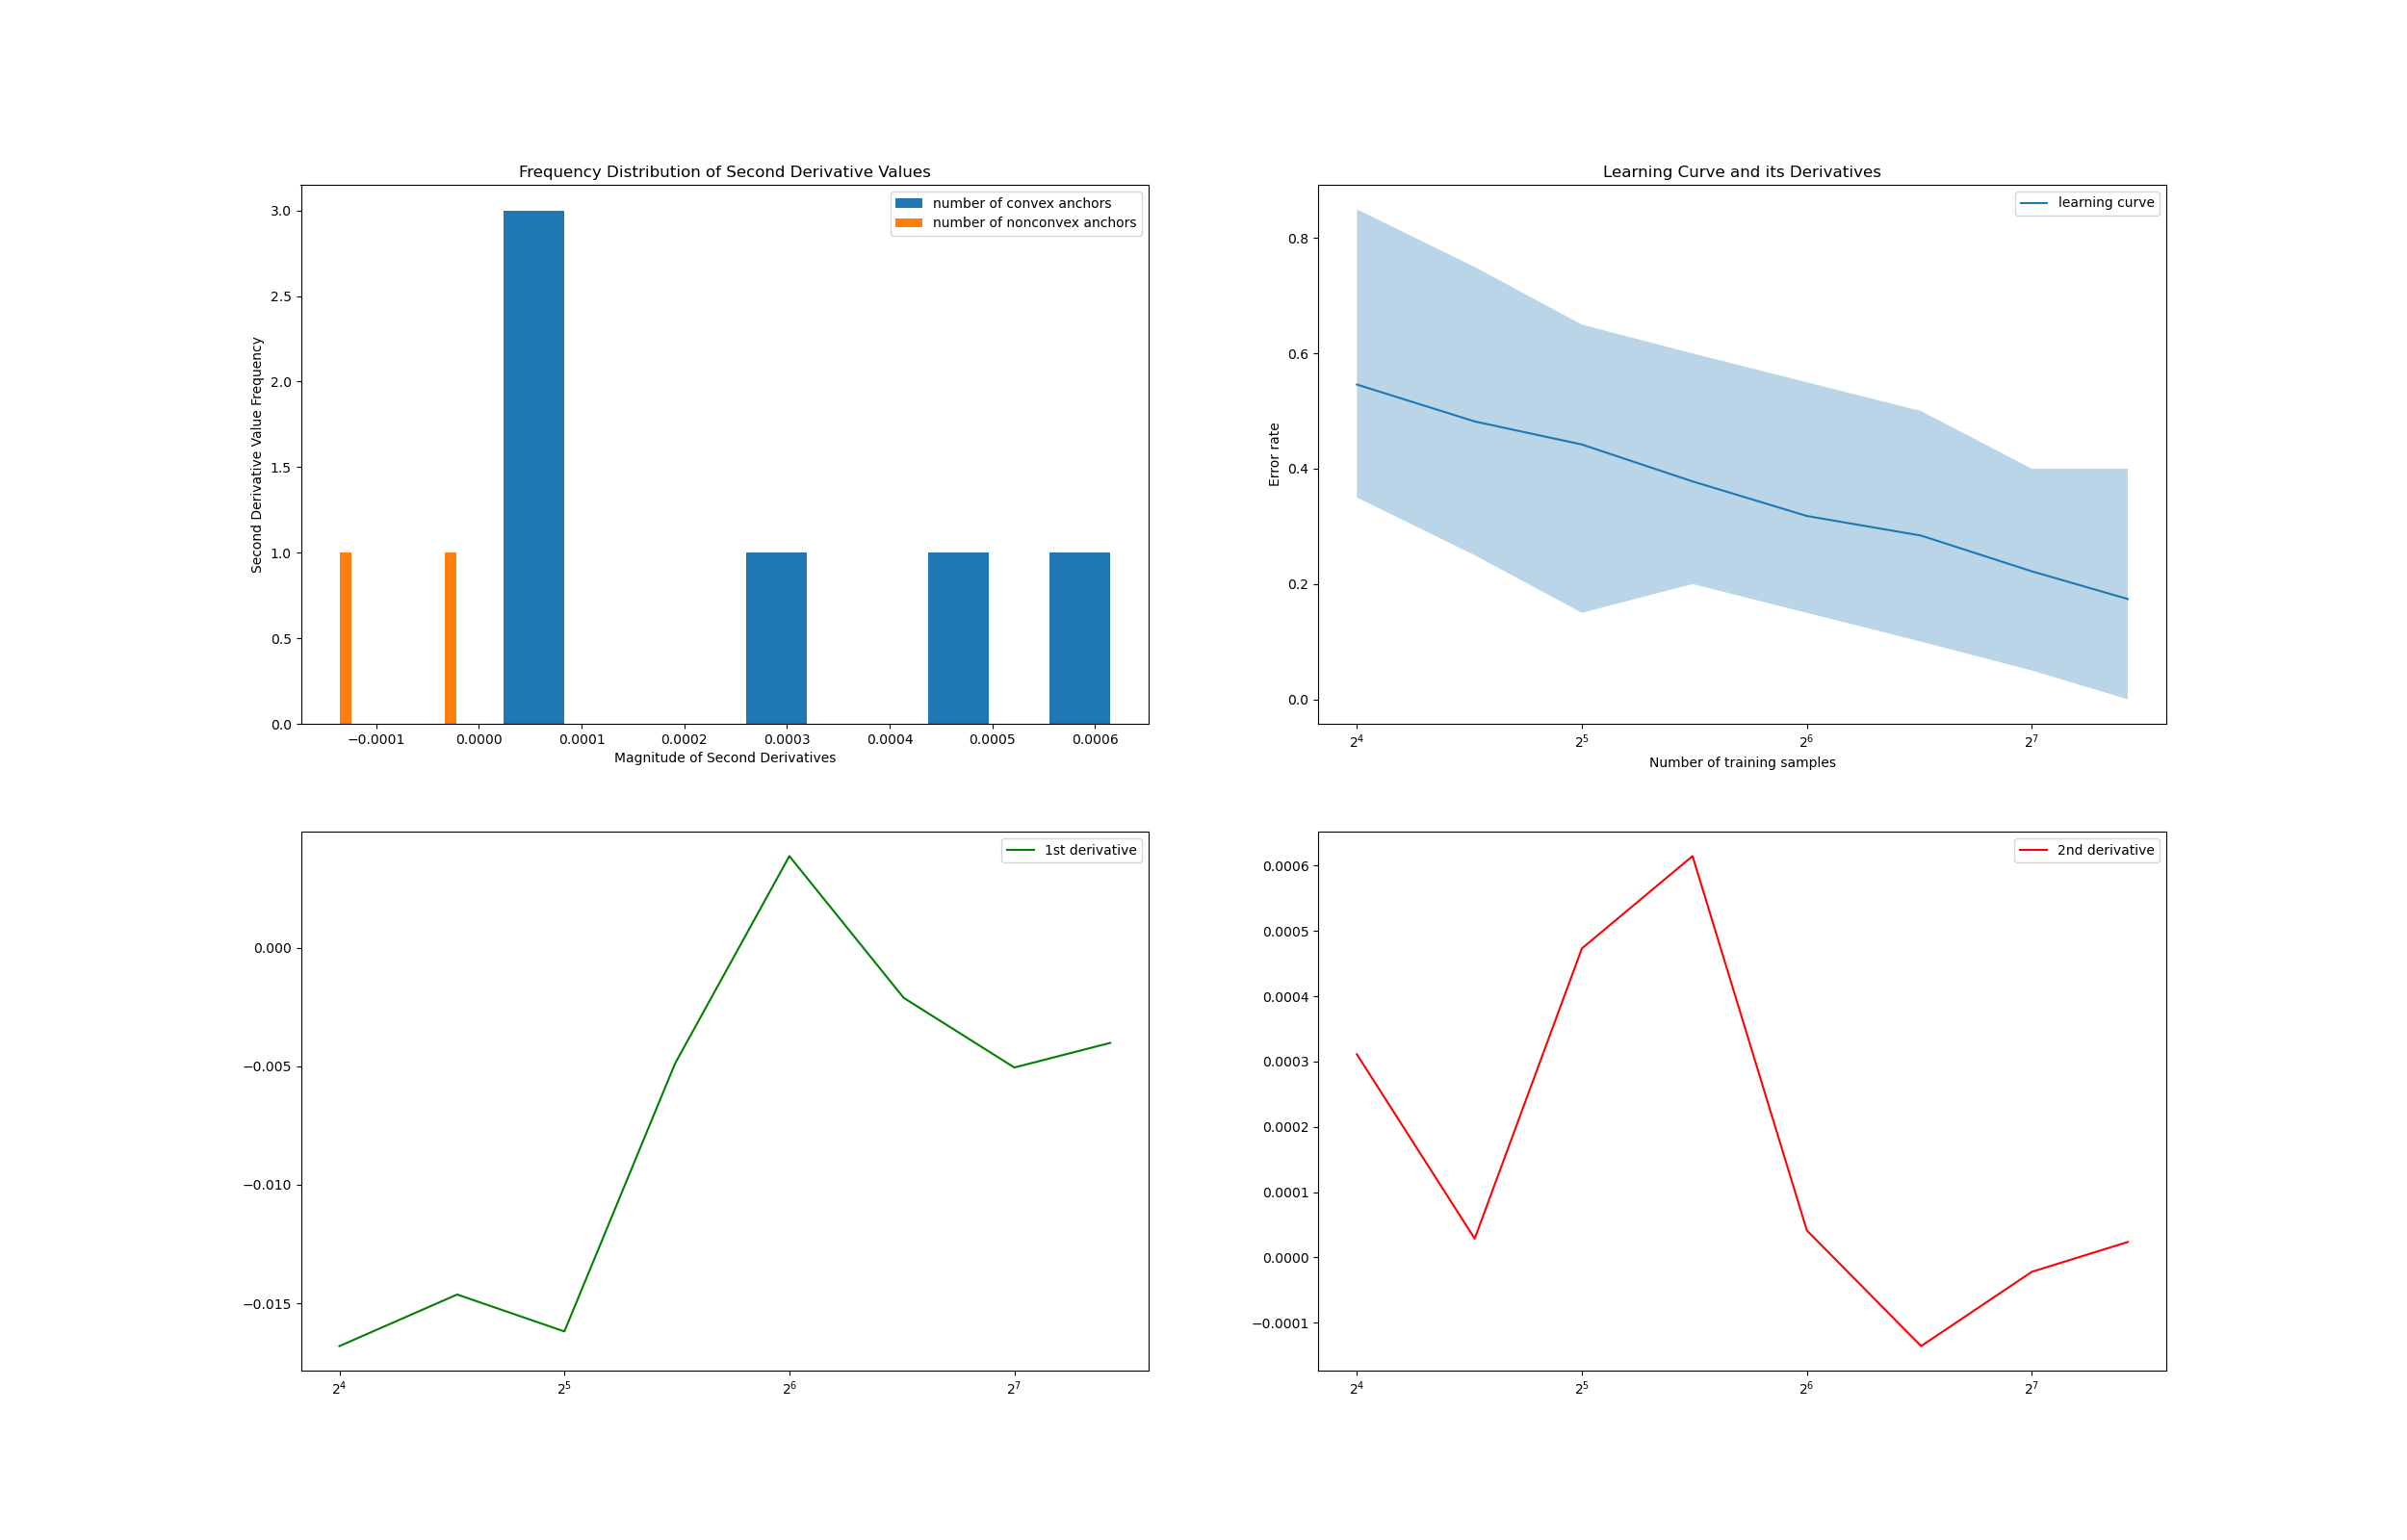 Frequency Distribution of Second Derivative Values
number of convex anchors
number of nonconvex anchors
Second Derivative Value Frequency
3.0
2.5
2.0
1.5
1.0
0.5
0.0
−0.0001 0.0000 0.0001 0.0002 0.0003 0.0004 0.0005 0.0006
Magnitude of Second Derivatives
Learning Curve and its Derivatives
learning curve
Error rate
0.8
0.6
0.4
0.2
0.0
2⁴ 2⁵ 2⁶ 2⁷
Number of training samples
1st derivative
0.000
−0.005
−0.010
−0.015
2⁴ 2⁵ 2⁶ 2⁷
2nd derivative
0.0006
0.0005
0.0004
0.0003
0.0002
0.0001
0.0000
−0.0001
2⁴ 2⁵ 2⁶ 2⁷